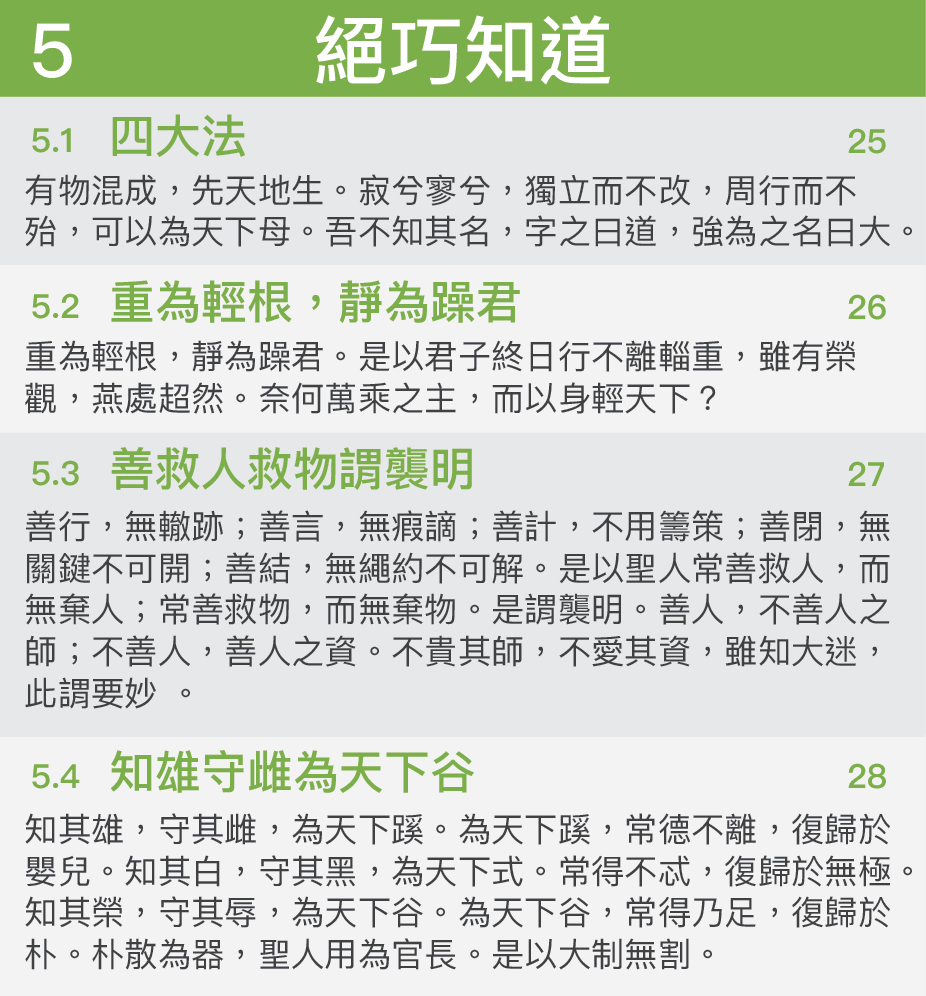 5 絕巧知道
5.1 四大法 25
有物混成，先天地生。寂兮寥兮，獨立而不改，周行而不
殆，可以為天下母。吾不知其名，字之曰道，強為之名曰大。
5.2 重為輕根，靜為躁君 26
重為輕根，靜為躁君。是以君子終日行不離輜重，雖有榮
觀，燕處超然。奈何萬乘之主，而以身輕天下？
5.3 善救人救物謂襲明 27
善行，無轍跡；善言，無瑕謫；善計，不用籌策；善閉，無
關鍵不可開；善結，無繩約不可解。是以聖人常善救人，而
無棄人；常善救物，而無棄物。是謂襲明。善人，不善人之
師；不善人，善人之資。不貴其師，不愛其資，雖知大迷，
此謂要妙 。
5.4 知雄守雌為天下谷 28
知其雄，守其雌，為天下蹊。為天下蹊，常德不離，復歸於
嬰兒。知其白，守其黑，為天下式。常得不忒，復歸於無極。
知其榮，守其辱，為天下谷。為天下谷，常得乃足，復歸於
朴。朴散為器，聖人用為官長。是以大制無割。